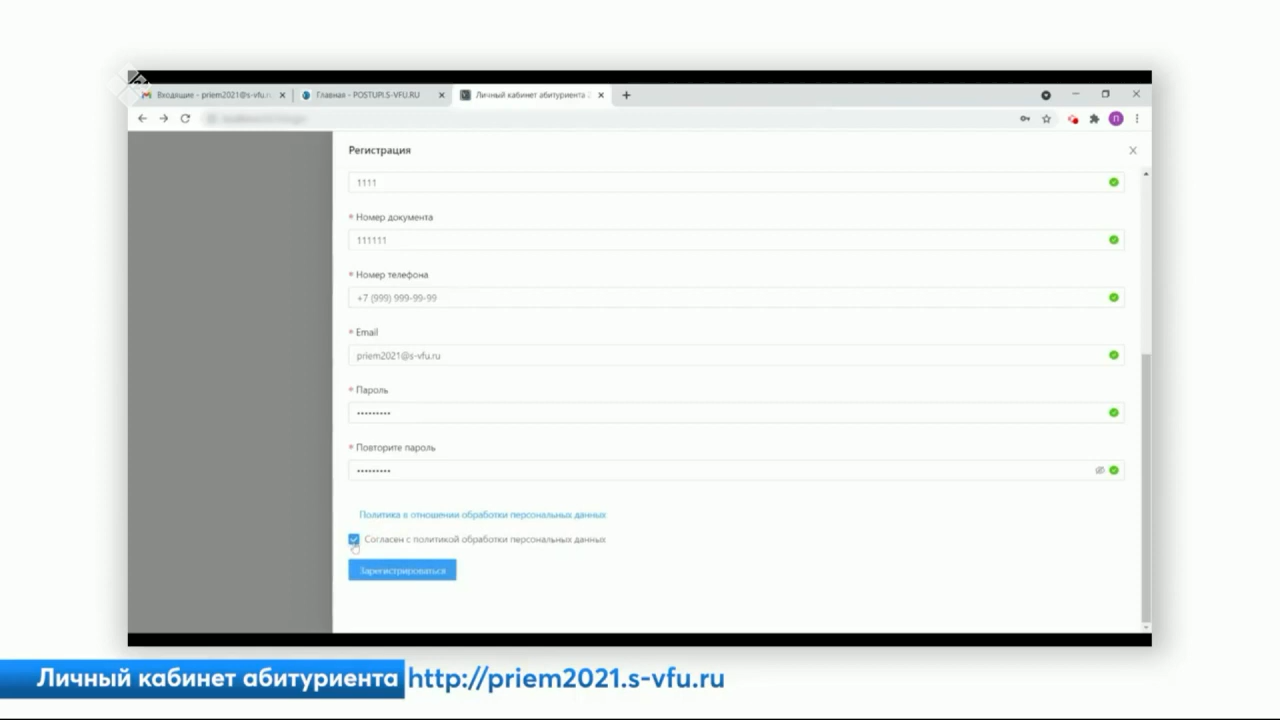 Входящие - priem2021@s-vfu.ru
Главная - POSTUPI.S-VFU.RU
Личный кабинет абитуриента 2
П
Регистрация
1111
* Номер документа
111111
* Номер телефона
+7 (999) 999-99-99
* Email
priem2021@s-vfu.ru
* Пароль
•••••••••
* Повторите пароль
•••••••••
Политика в отношении обработки персональных данных
Согласен с политикой обработки персональных данных
Зарегистрироваться
Личный кабинет абитуриента http://priem2021.s-vfu.ru